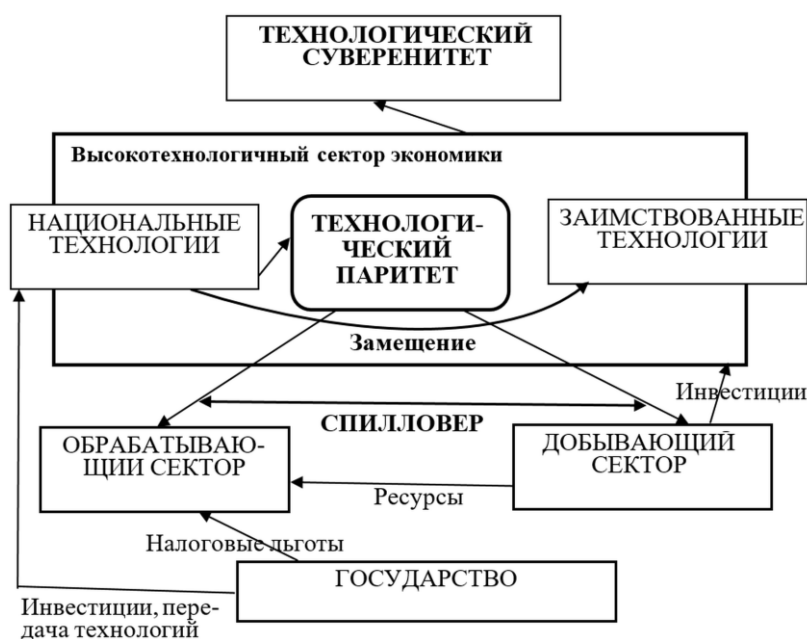 ТЕХНОЛОГИЧЕСКИЙ
СУВЕРЕНИТЕТ
Высокотехнологичный сектор экономики
НАЦИОНАЛЬНЫЕ
ТЕХНОЛОГИИ
ТЕХНОЛОГИ-
ЧЕСКИЙ
ПАРИТЕТ
ЗАИМСТВОВАННЫЕ
ТЕХНОЛОГИИ
Замещение
Инвестиции
СПИЛЛОВЕР
ОБРАБАТЫВАЮ-
ЩИИ СЕКТОР
ДОБЫВАЮЩИЙ
СЕКТОР
Ресурсы
Налоговые льготы
ГОСУДАРСТВО
Инвестиции, пере-
дача технологий